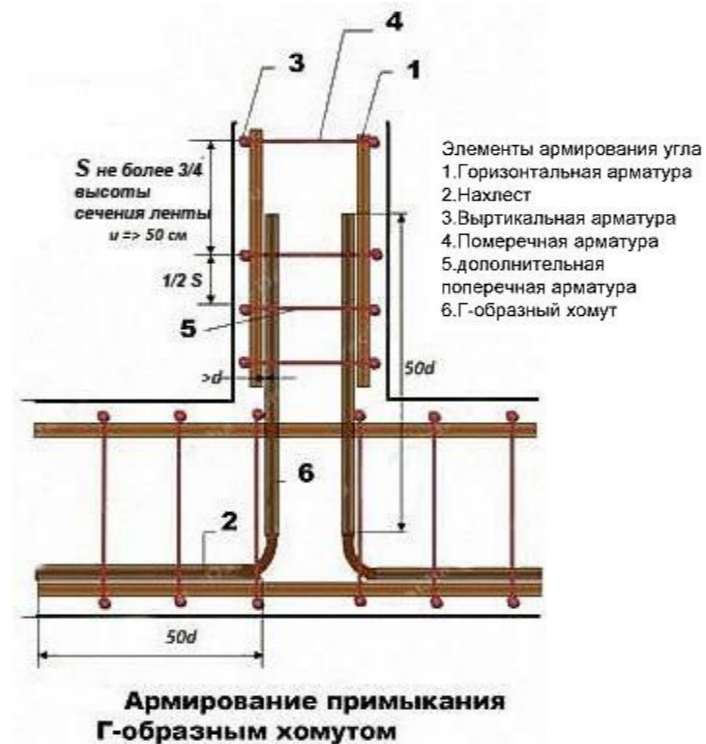 4
3
1
S не более 3/4
высоты
сечения ленты
и => 50 см
1/2 S
5
>d
50d
6
2
50d
Элементы армирования угла
1.Горизонтальная арматура
2.Нахлест
3.Выртикальная арматура
4.Померечная арматура
5.дополнительная
поперечная арматура
6.Г-образный хомут
Армирование примыкания
Г-образным хомутом